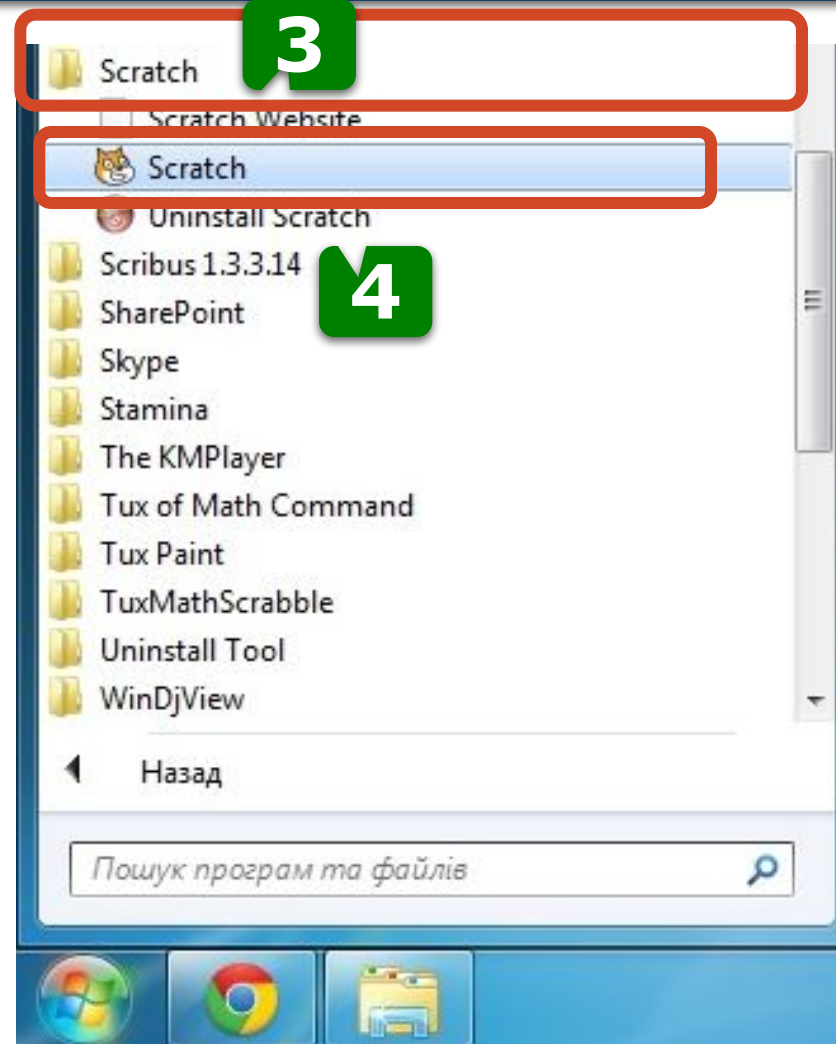 3
Scratch
Scratch Website
Scratch
Uninstall Scratch
Scribus 1.3.3.14
4
SharePoint
Skype
Stamina
The KMPlayer
Tux of Math Command
Tux Paint
TuxMathScrabble
Uninstall Tool
WinDjView
Назад
Пошук програм та файлів